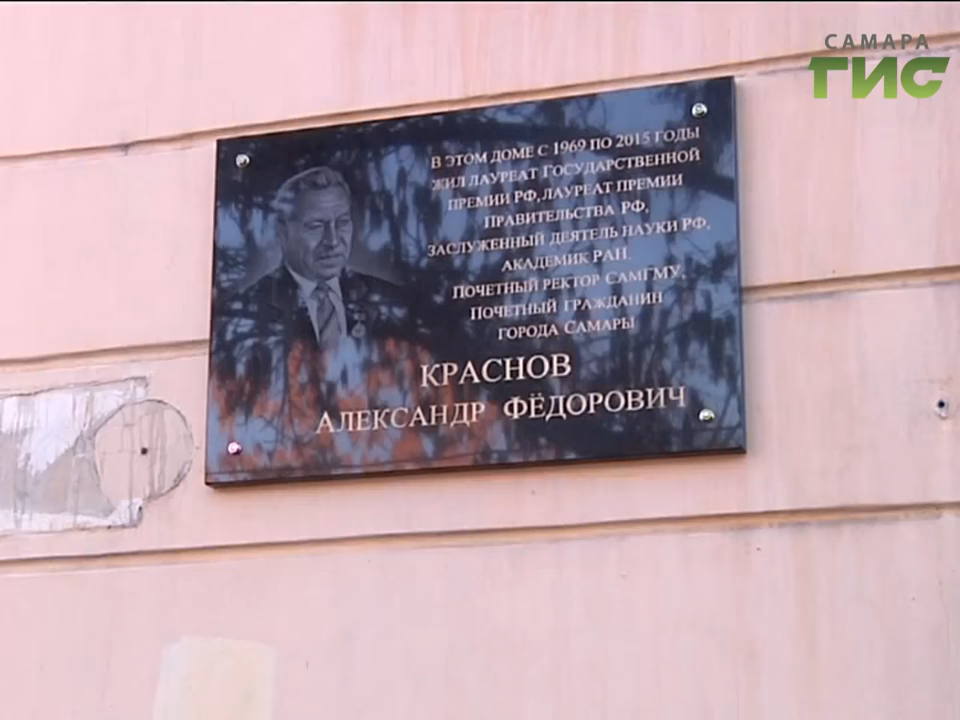 САМАРА
ГИС
В ЭТОМ ДОМЕ С 1969 ПО 2015 ГОДЫ
ЖИЛ ЛАУРЕАТ ГОСУДАРСТВЕННОЙ
ПРЕМИИ РФ, ЛАУРЕАТ ПРЕМИИ
ПРАВИТЕЛЬСТВА РФ,
ЗАСЛУЖЕННЫЙ ДЕЯТЕЛЬ НАУКИ РФ,
АКАДЕМИК РАН.
ПОЧЕТНЫЙ РЕКТОР САМГМУ,
ПОЧЕТНЫЙ ГРАЖДАНИН
ГОРОДА САМАРЫ
КРАСНОВ
АЛЕКСАНДР ФЁДОРОВИЧ